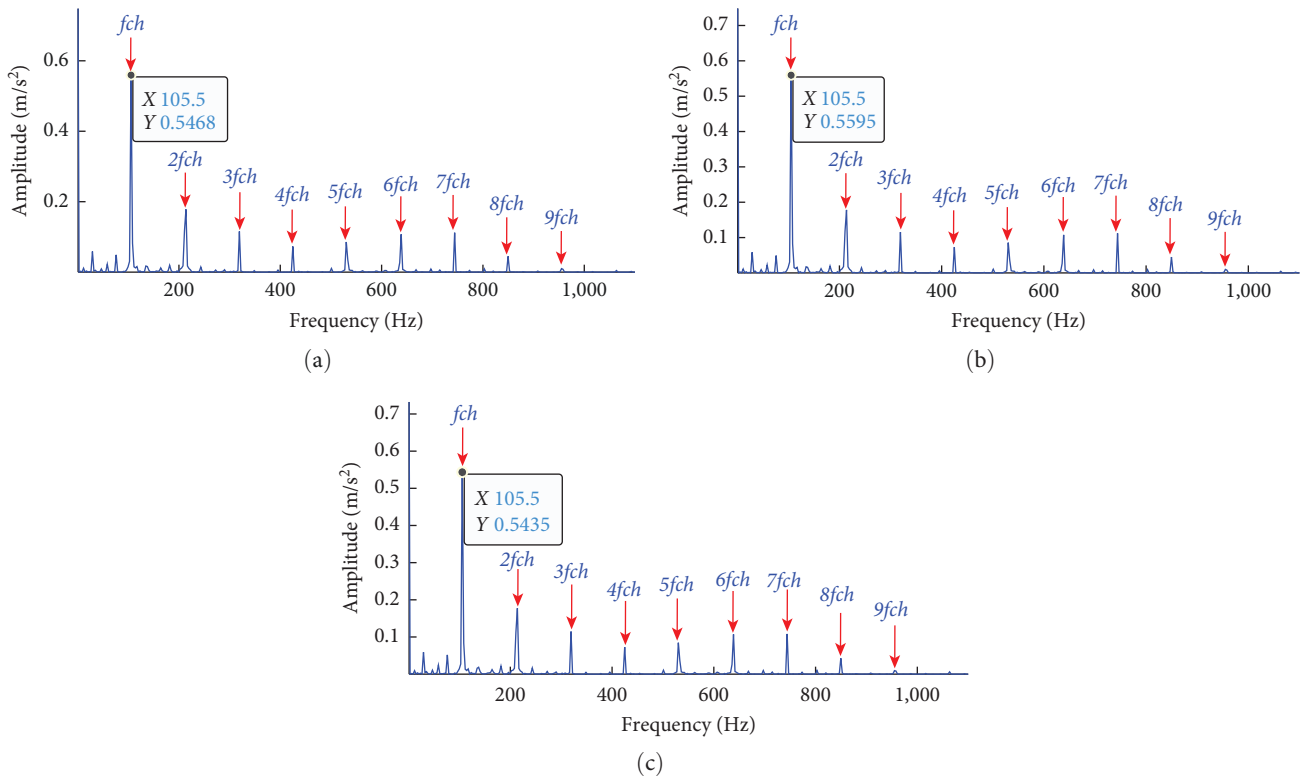 fch
X 105.5
Y 0.5468
2fch
3fch
4fch
5fch
6fch
7fch
8fch
9fch
0.6
0.4
0.2
Amplitude (m/s²)
200 400 600 800 1,000
Frequency (Hz)
(a)
fch
X 105.5
Y 0.5595
2fch
3fch
4fch
5fch
6fch
7fch
8fch
9fch
0.7
0.6
0.5
0.4
0.3
0.2
0.1
Amplitude (m/s²)
200 400 600 800 1,000
Frequency (Hz)
(b)
fch
X 105.5
Y 0.5435
2fch
3fch
4fch
5fch
6fch
7fch
8fch
9fch
0.7
0.6
0.5
0.4
0.3
0.2
0.1
Amplitude (m/s²)
200 400 600 800 1,000
Frequency (Hz)
(c)